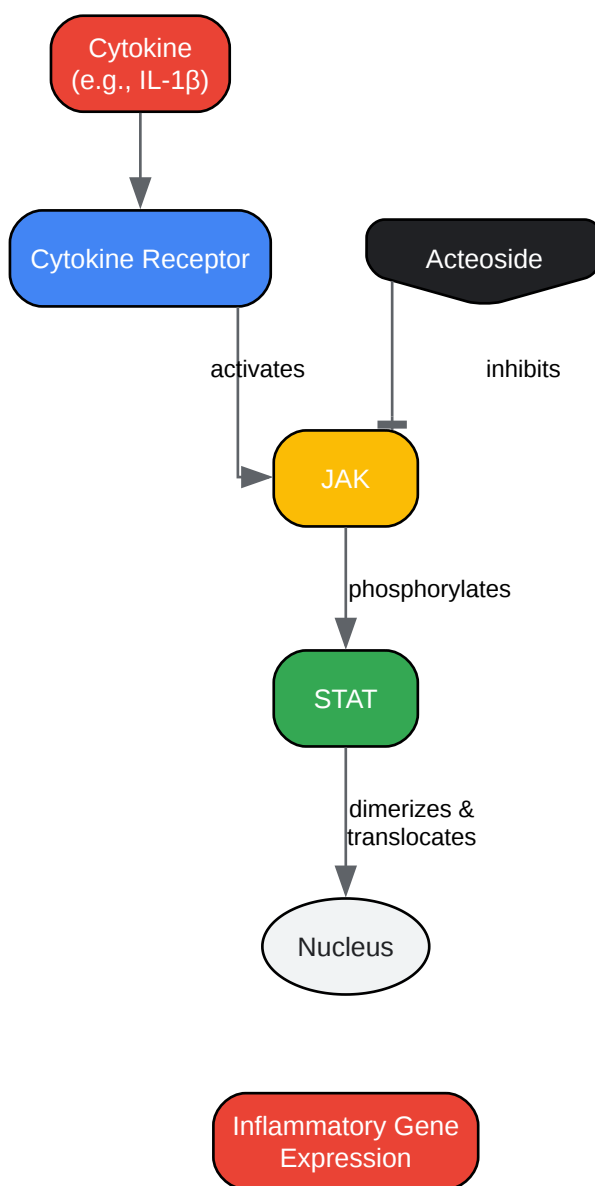 Cytokine
(e.g., IL-1β)
Cytokine Receptor
Acteoside
activates
inhibits
JAK
phosphorylates
STAT
dimerizes &
translocates
Nucleus
Inflammatory Gene
Expression